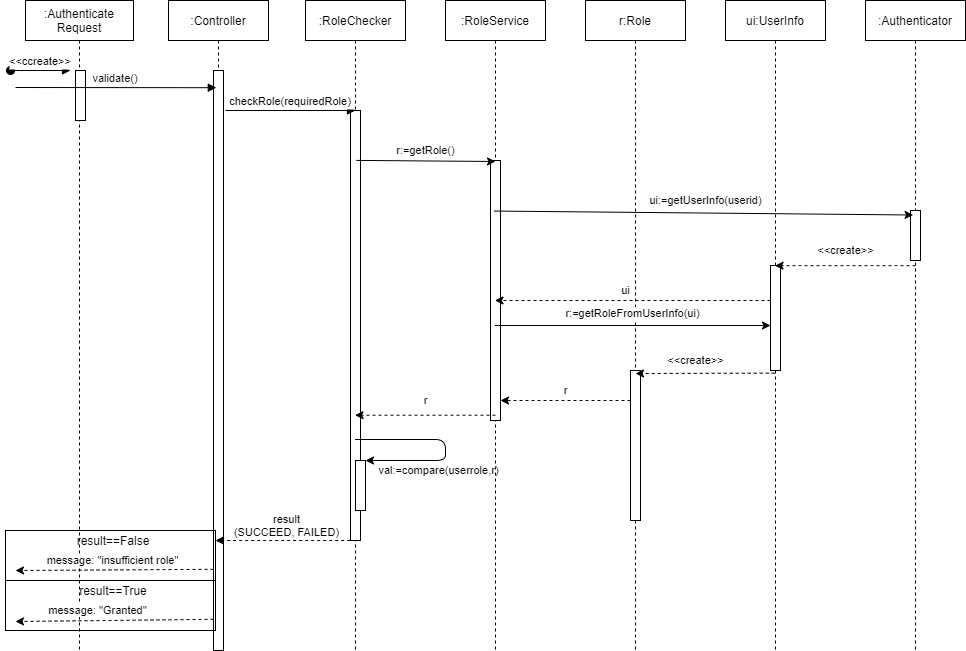 :Authenticate
Request
:Controller
:RoleChecker
:RoleService
r:Role
ui:UserInfo
:Authenticator
<<ccreate>>
validate()
checkRole(requiredRole)
r:=getRole()
ui:=getUserInfo(userid)
<<create>>
ui
r:=getRoleFromUserInfo(ui)
<<create>>
r
r
val:=compare(userrole,r)
result
(SUCCEED, FAILED)
result==False
message: "insufficient role"
result==True
message: "Granted"